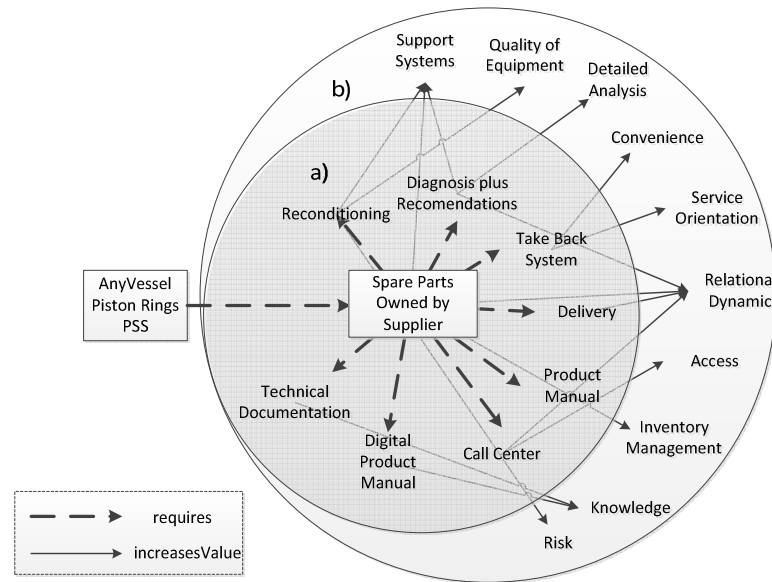 Support
Systems
Quality of
Equipment
Detailed
Analysis
b)
Convenience
a)
Diagnosis plus
Recomendations
Reconditioning
Service
Orientation
Take Back
System
AnyVessel
Piston Rings
PSS
Spare Parts
Owned by
Supplier
Relationa
Dynamic
Delivery
Access
Product
Manual
Technical
Documentation
Inventory
Management
Digital
Product
Manual
Call Center
Knowledge
Risk
requires
increasesValue